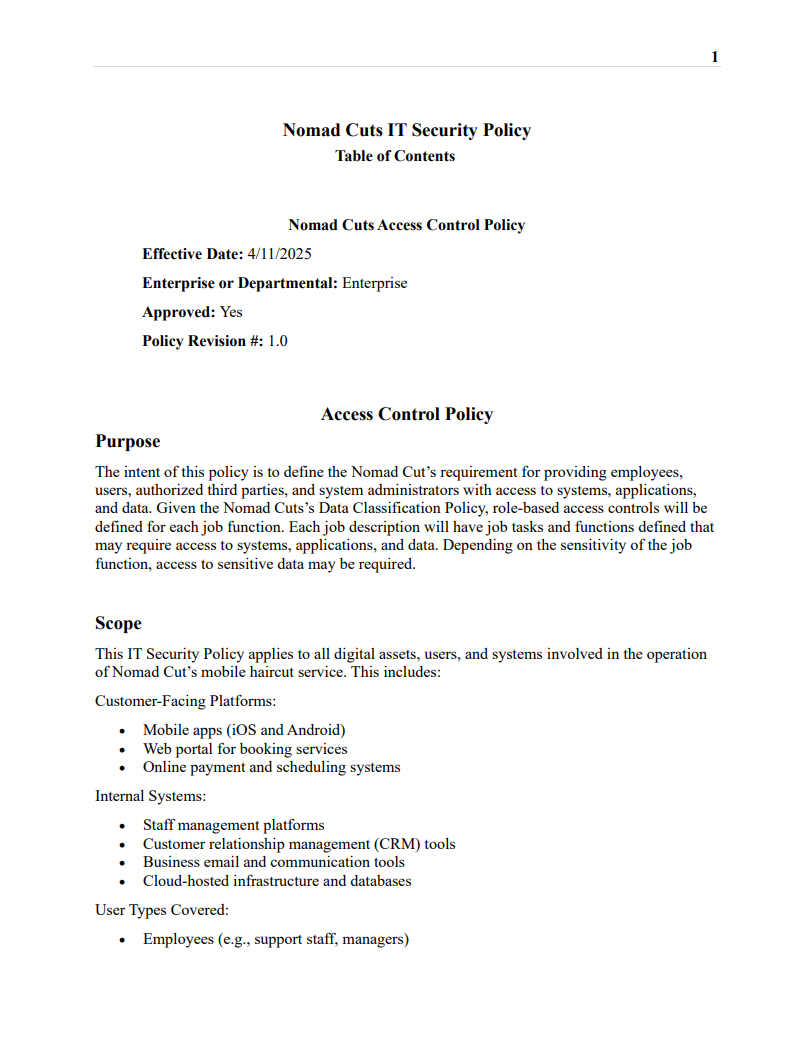 1
Nomad Cuts IT Security Policy
Table of Contents
Nomad Cuts Access Control Policy
Effective Date: 4/11/2025
Enterprise or Departmental: Enterprise
Approved: Yes
Policy Revision #: 1.0
Access Control Policy
Purpose
The intent of this policy is to define the Nomad Cut’s requirement for providing employees,
users, authorized third parties, and system administrators with access to systems, applications,
and data. Given the Nomad Cuts’s Data Classification Policy, role-based access controls will be
defined for each job function. Each job description will have job tasks and functions defined that
may require access to systems, applications, and data. Depending on the sensitivity of the job
function, access to sensitive data may be required.
Scope
This IT Security Policy applies to all digital assets, users, and systems involved in the operation
of Nomad Cut’s mobile haircut service. This includes:
Customer-Facing Platforms:
• Mobile apps (iOS and Android)
• Web portal for booking services
• Online payment and scheduling systems
Internal Systems:
• Staff management platforms
• Customer relationship management (CRM) tools
• Business email and communication tools
• Cloud-hosted infrastructure and databases
User Types Covered:
• Employees (e.g., support staff, managers)